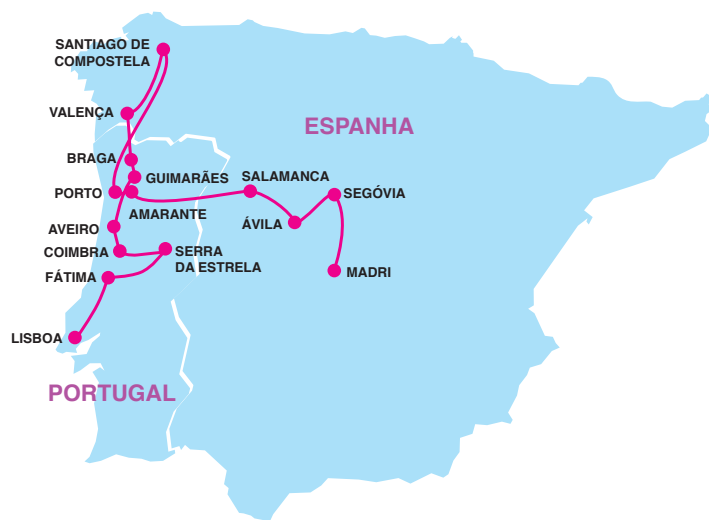 SANTIAGO DE
COMPOSTELA
VALENÇA
ESPANHA
BRAGA
GUIMARÃES
SALAMANCA
PORTO
SEGÓVIA
AMARANTE
AVEIRO
ÁVILA
COIMBRA
SERRA
DA ESTRELA
FÁTIMA
MADRI
LISBOA
PORTUGAL